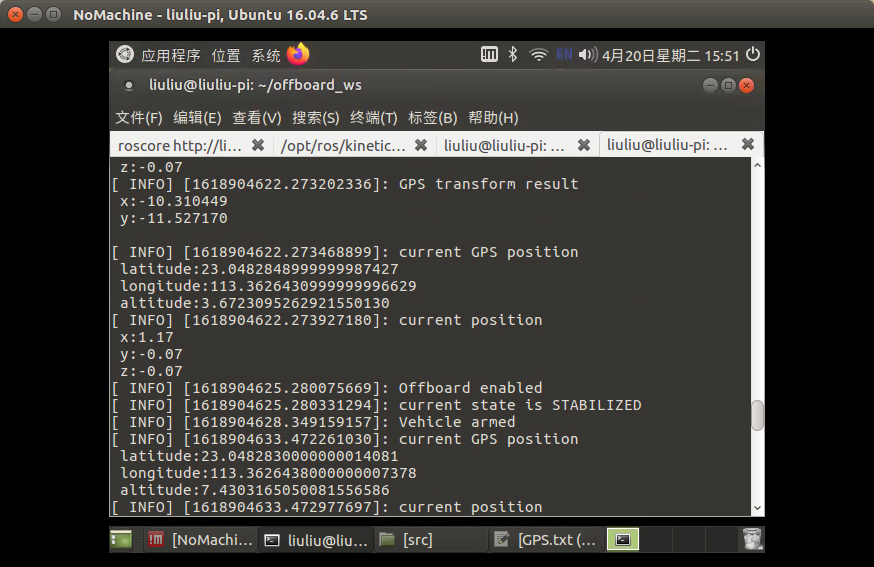 NoMachine - liuliu-pi, Ubuntu 16.04.6 LTS
应用程序 位置 系统 !M EN 4月20日星期二 15:51
liuliu@liuliu-pi: ~/offboard_ws
文件(F) 编辑(E) 查看(V) 搜索(S) 终端(T) 标签(B) 帮助(H)
roscore http://li... /opt/ros/kinetic... liuliu@liuliu-pi: ... liuliu@liuliu-pi: ...
z:-0.07
[ INFO] [1618904622.273202336]: GPS transform result
x:-10.310449
y:-11.527170
[ INFO] [1618904622.273468899]: current GPS position
latitude:23.0482848999999987427
longitude:113.3626430999999996629
altitude:3.6723095262921550130
[ INFO] [1618904622.273927180]: current position
x:1.17
y:-0.07
z:-0.07
[ INFO] [1618904625.280075669]: Offboard enabled
[ INFO] [1618904625.280331294]: current state is STABILIZED
[ INFO] [1618904628.349159157]: Vehicle armed
[ INFO] [1618904633.472261030]: current GPS position
latitude:23.0482830000000014081
longitude:113.3626438000000007378
altitude:7.4303165050081556586
[ INFO] [1618904633.472977697]: current position
!M [NoMachi... liuliu@liu... [src] [GPS.txt (...